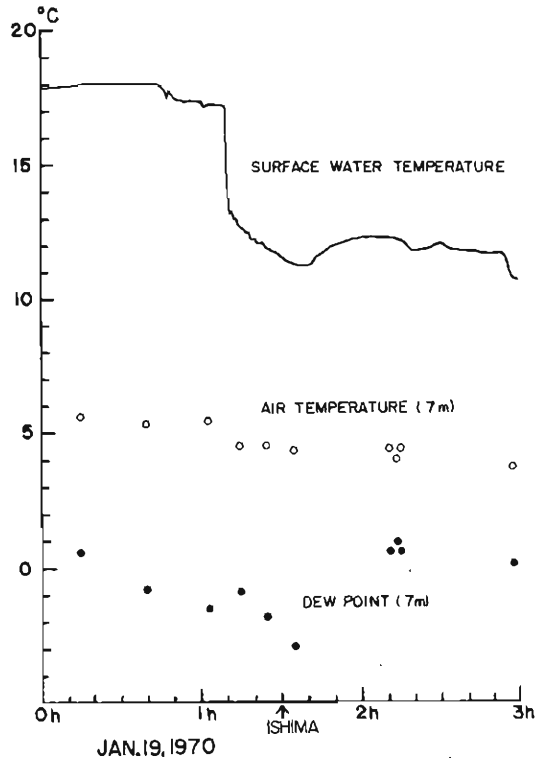 °C
20
15
SURFACE WATER TEMPERATURE
10
AIR TEMPERATURE (7m)
5
0
DEW POINT (7m)
0h 1h 2h 3h
ISHIMA
JAN.19,1970